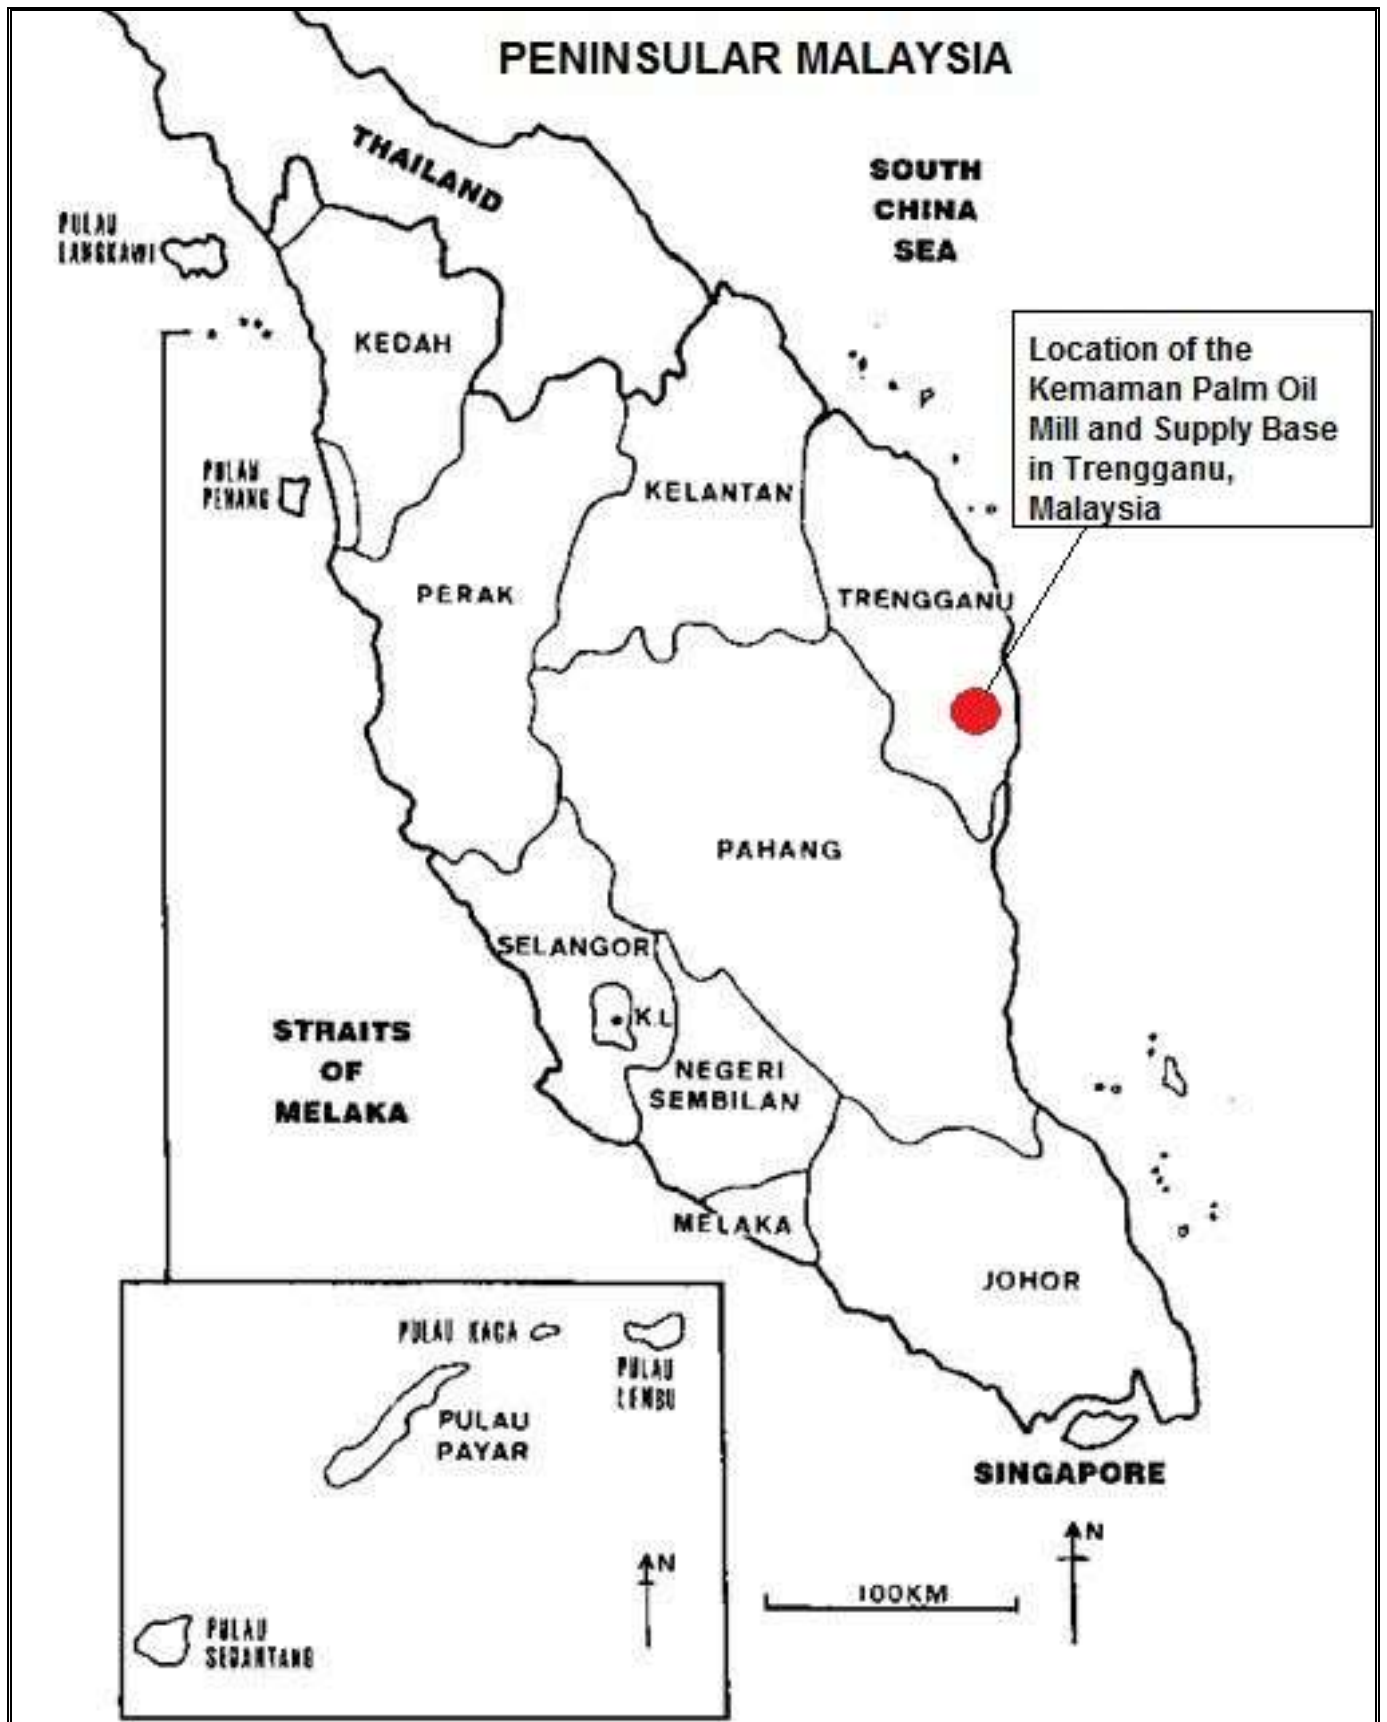 PENINSULAR MALAYSIA
THAILAND
SOUTH
CHINA
SEA
PULAU
LANGKAWI
KEDAH
Location of the
Kemaman Palm Oil
Mill and Supply Base
in Trengganu,
Malaysia
PULAU
PENANG
KELANTAN
PERAK
TRENGGANU
PAHANG
SELANGOR
K.L
STRAITS
OF
MELAKA
NEGERI
SEMBILAN
MELAKA
JOHOR
PULAU KACA
PULAU
LEMBU
PULAU
PAYAR
SINGAPORE
N
N
100KM
PULAU
SEGANTANG